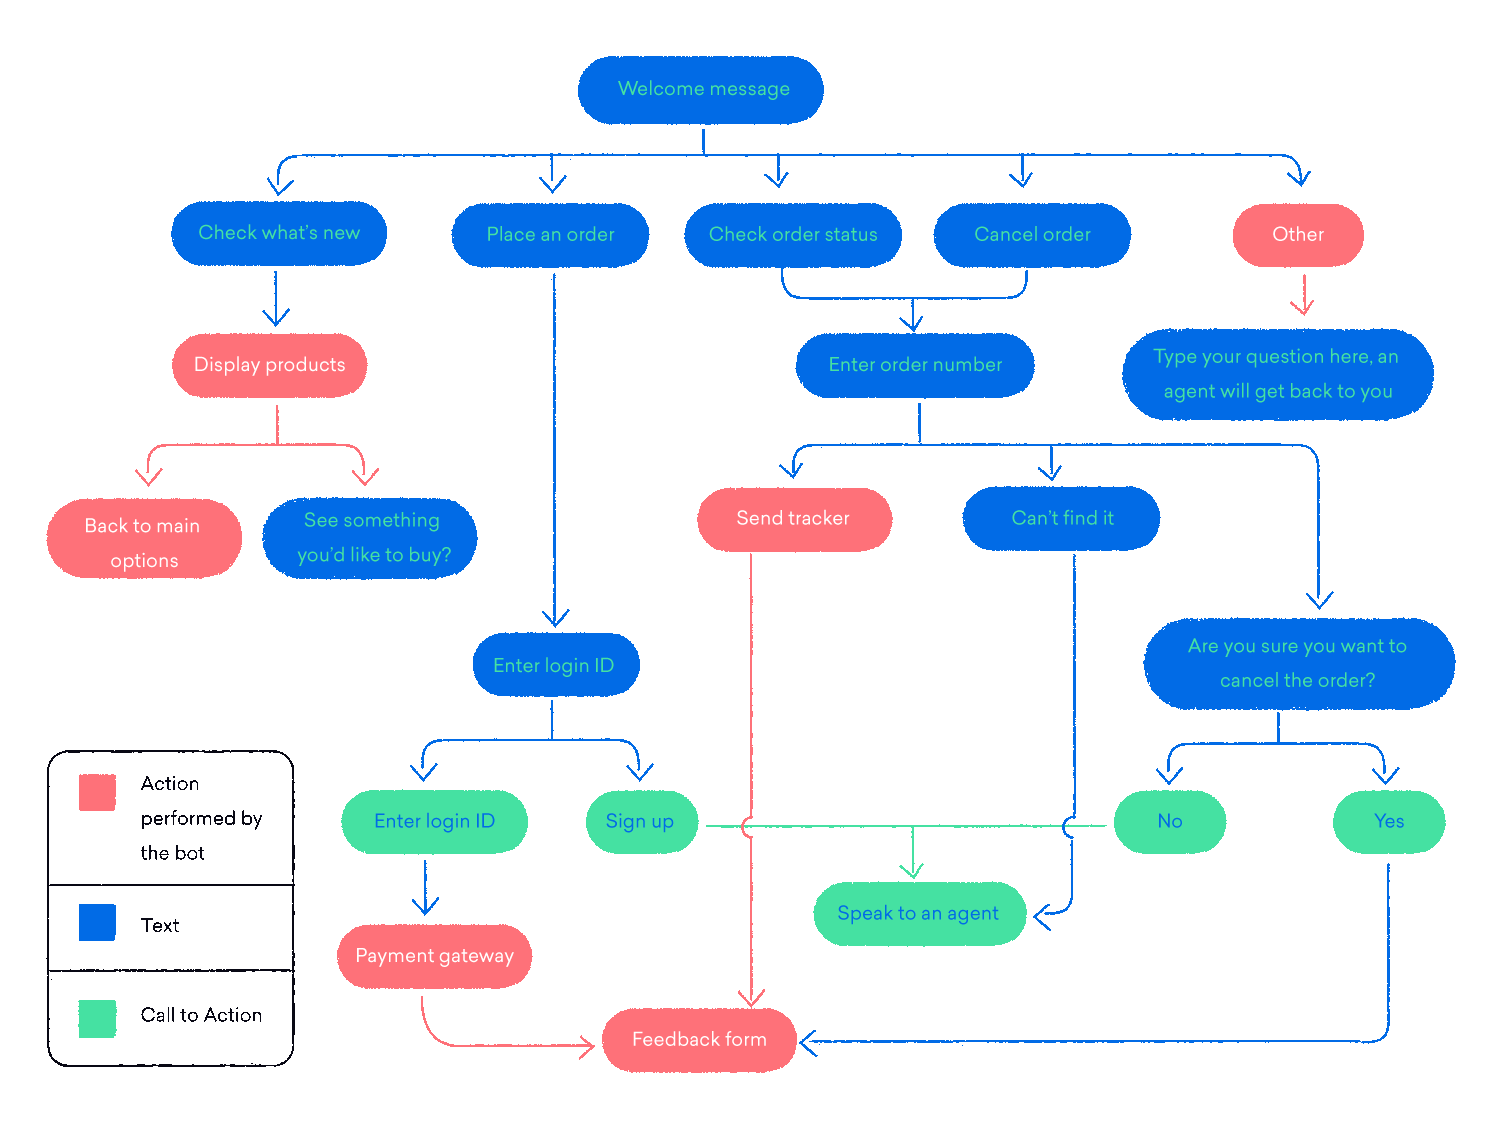 Welcome message
Check what's new
Place an order
Check order status
Cancel order
Other
Display products
Enter order number
Type your question here, an
agent will get back to you
Back to main
options
See something
you'd like to buy?
Send tracker
Can't find it
Enter login ID
Are you sure you want to
cancel the order?
Enter login ID
Sign up
No
Yes
Speak to an agent
Payment gateway
Feedback form
Action
performed by
the bot
Text
Call to Action